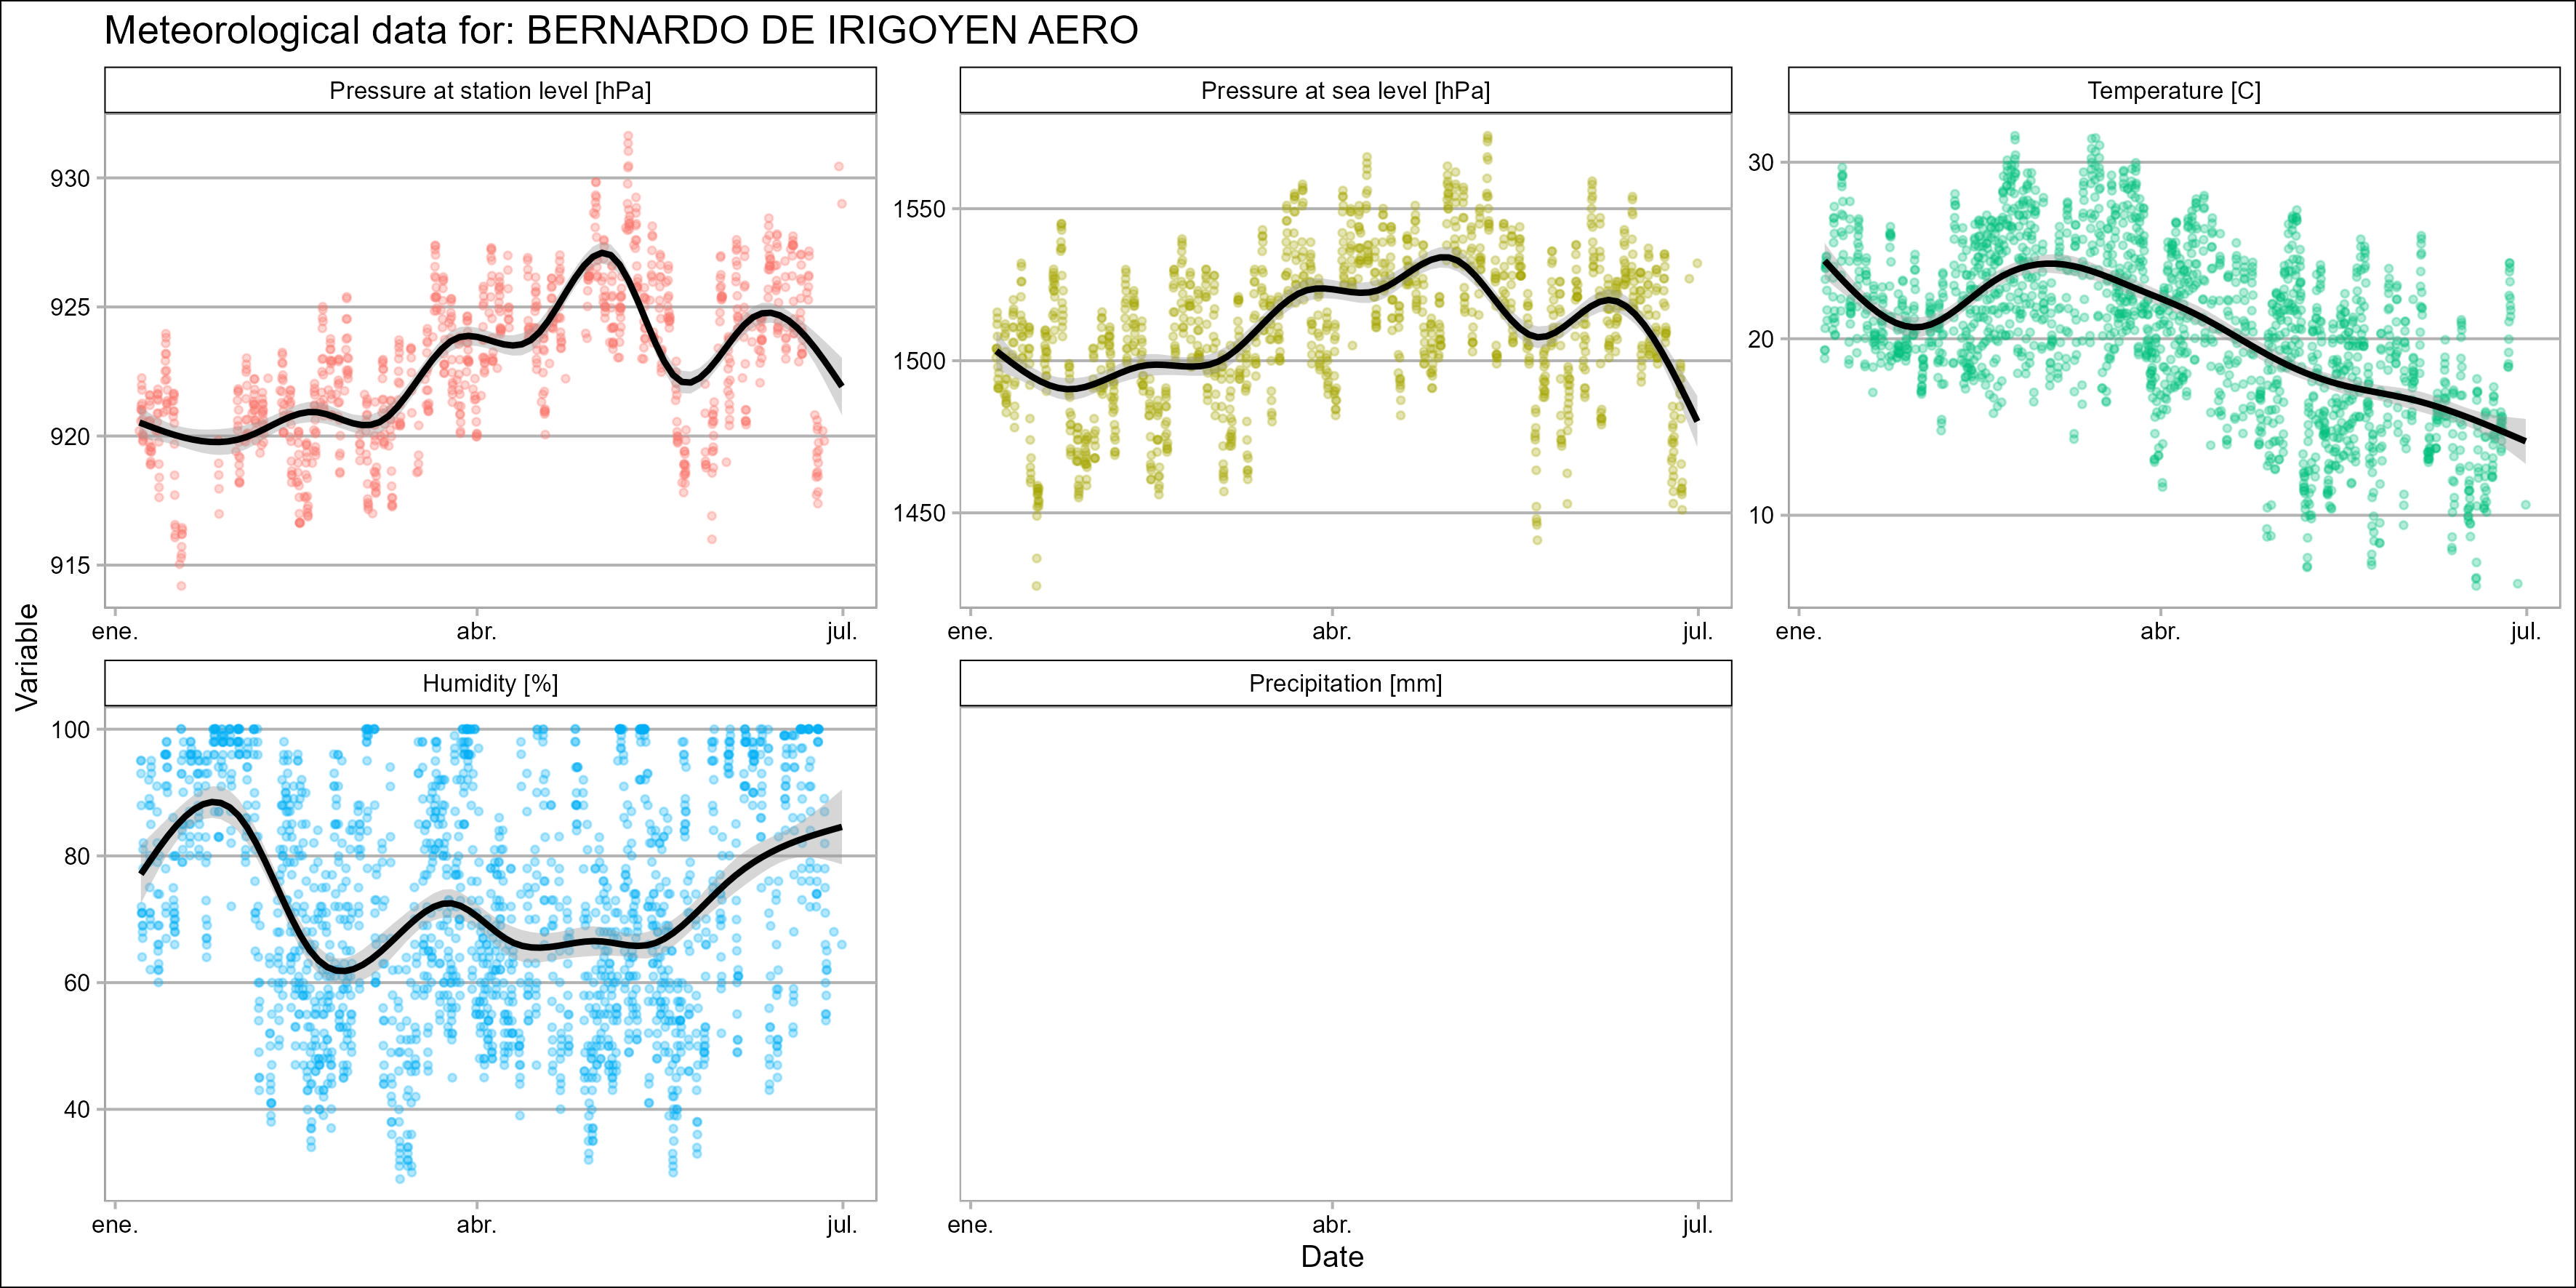 Meteorological data for: BERNARDO DE IRIGOYEN AERO
Pressure at station level [hPa]
Pressure at sea level [hPa]
Temperature [C]
930
925
920
915
ene.
abr.
jul.
1550
1500
1450
ene.
abr.
jul.
30
20
10
ene.
abr.
jul.
Variable
Humidity [%]
Precipitation [mm]
100
80
60
40
ene.
abr.
jul.
ene.
abr.
jul.
Date